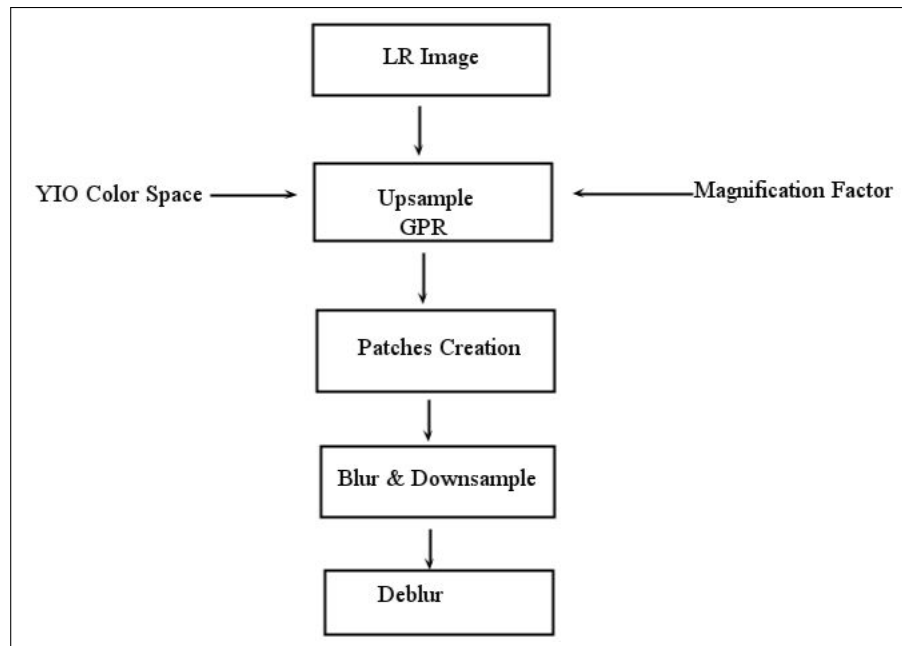 LR Image
YIO Color Space
Upsample
GPR
Magnification Factor
Patches Creation
Blur & Downsample
Deblur